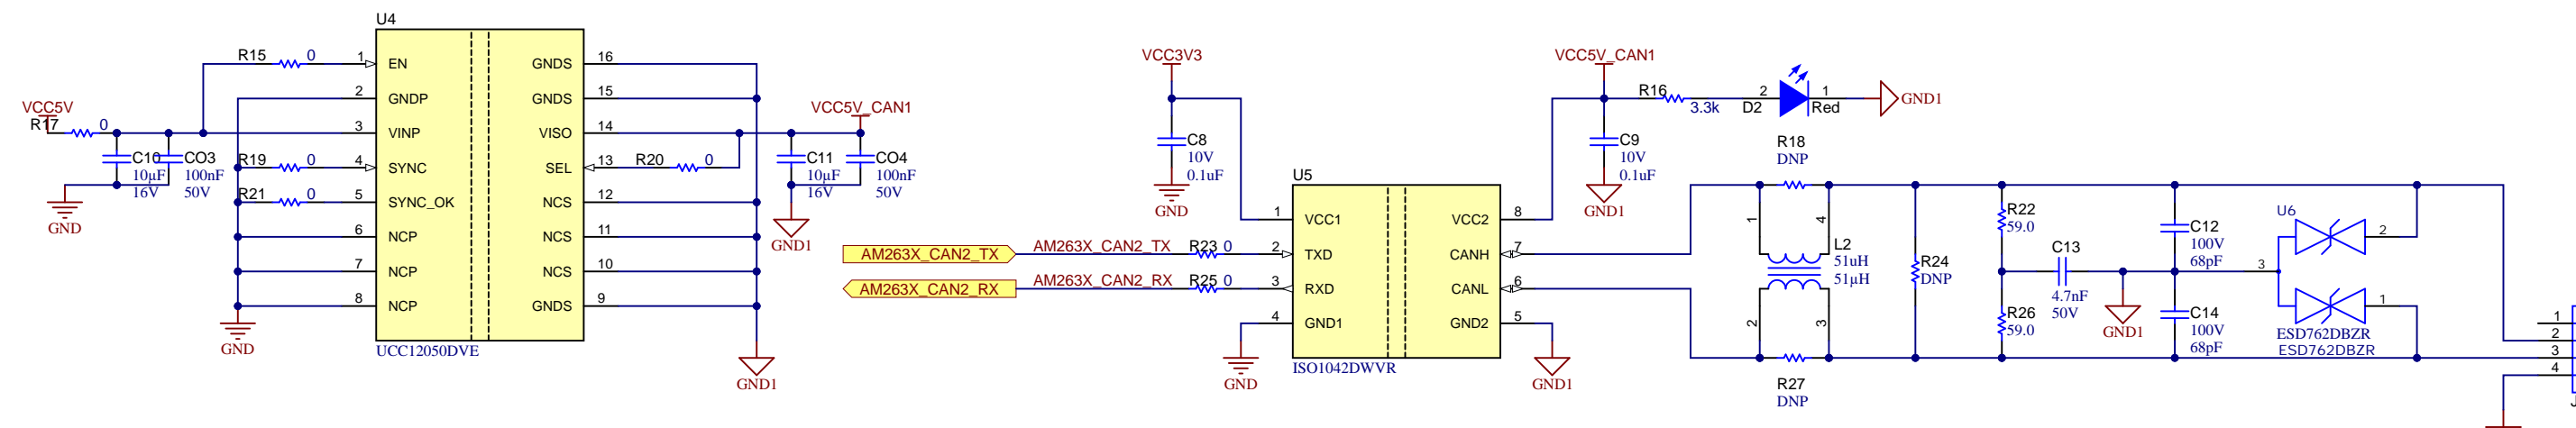 U4
R15 0
1 EN
2 GNDP
3 VINP
4 SYNC
5 SYNC_OK
6 NCP
7 NCP
8 NCP
GNDS 16
GNDS 15
VISO 14
SEL 13
NCS 12
NCS 11
NCS 10
GNDS 9
UCC12050DVE
VCC5V
R17 0
C10
10µF
16V
CO3
100nF
50V
GND
R19 0
R21 0
GND
R20 0
VCC5V_CAN1
C11
10µF
16V
CO4
100nF
50V
GND1
GND1
AM263X_CAN2_TX
AM263X_CAN2_RX
AM263X_CAN2_TX
AM263X_CAN2_RX
R23 0
R25 0
VCC3V3
C8
10V
0.1uF
GND
U5
1 VCC1
2 TXD
3 RXD
4 GND1
VCC2 8
CANH 7
CANL 6
GND2 5
ISO1042DWVR
GND
GND1
VCC5V_CAN1
C9
10V
0.1uF
GND1
R16
3.3k
2
D2
1
Red
GND1
R18
DNP
1
4
L2
51uH
51µH
2
3
R27
DNP
R24
DNP
R22
59.0
R26
59.0
C13
4.7nF
50V
GND1
C12
100V
68pF
C14
100V
68pF
U6
3
2
1
ESD762DBZR
ESD762DBZR
1
2
3
4